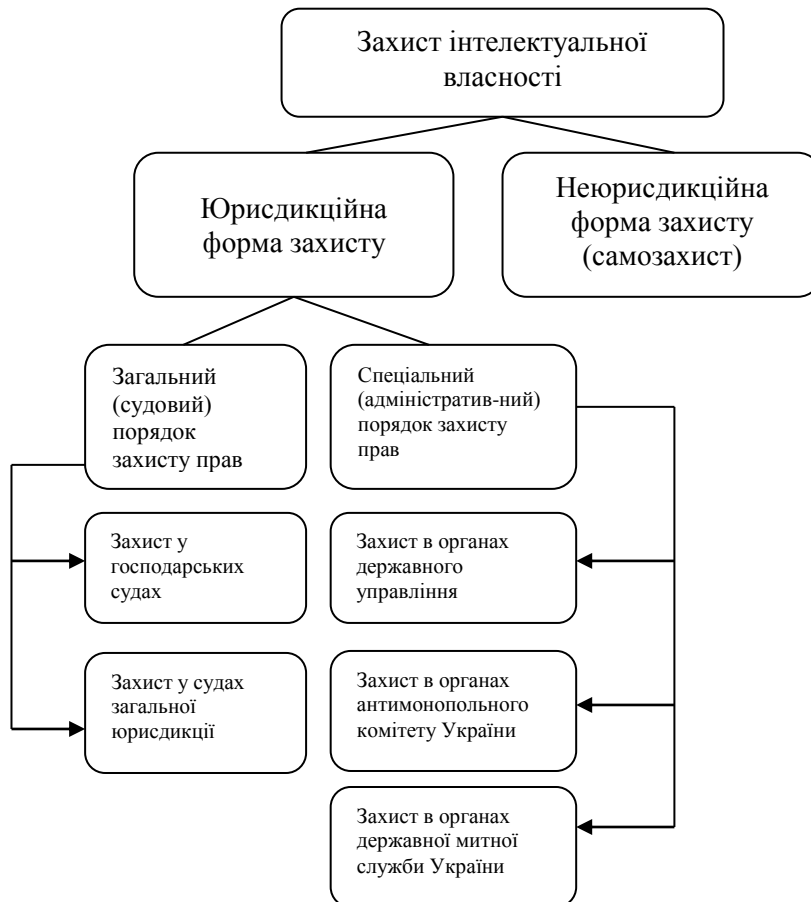 Захист інтелектуальної
власності
Юрисдикційна
форма захисту
Неюрисдикційна
форма захисту
(самозахист)
Загальний
(судовий)
порядок
захисту прав
Спеціальний
(адміністратив-ний)
порядок захисту
прав
Захист у
господарських
судах
Захист в органах
державного
управління
Захист у судах
загальної
юрисдикції
Захист в органах
антимонопольного
комітету України
Захист в органах
державної митної
служби України